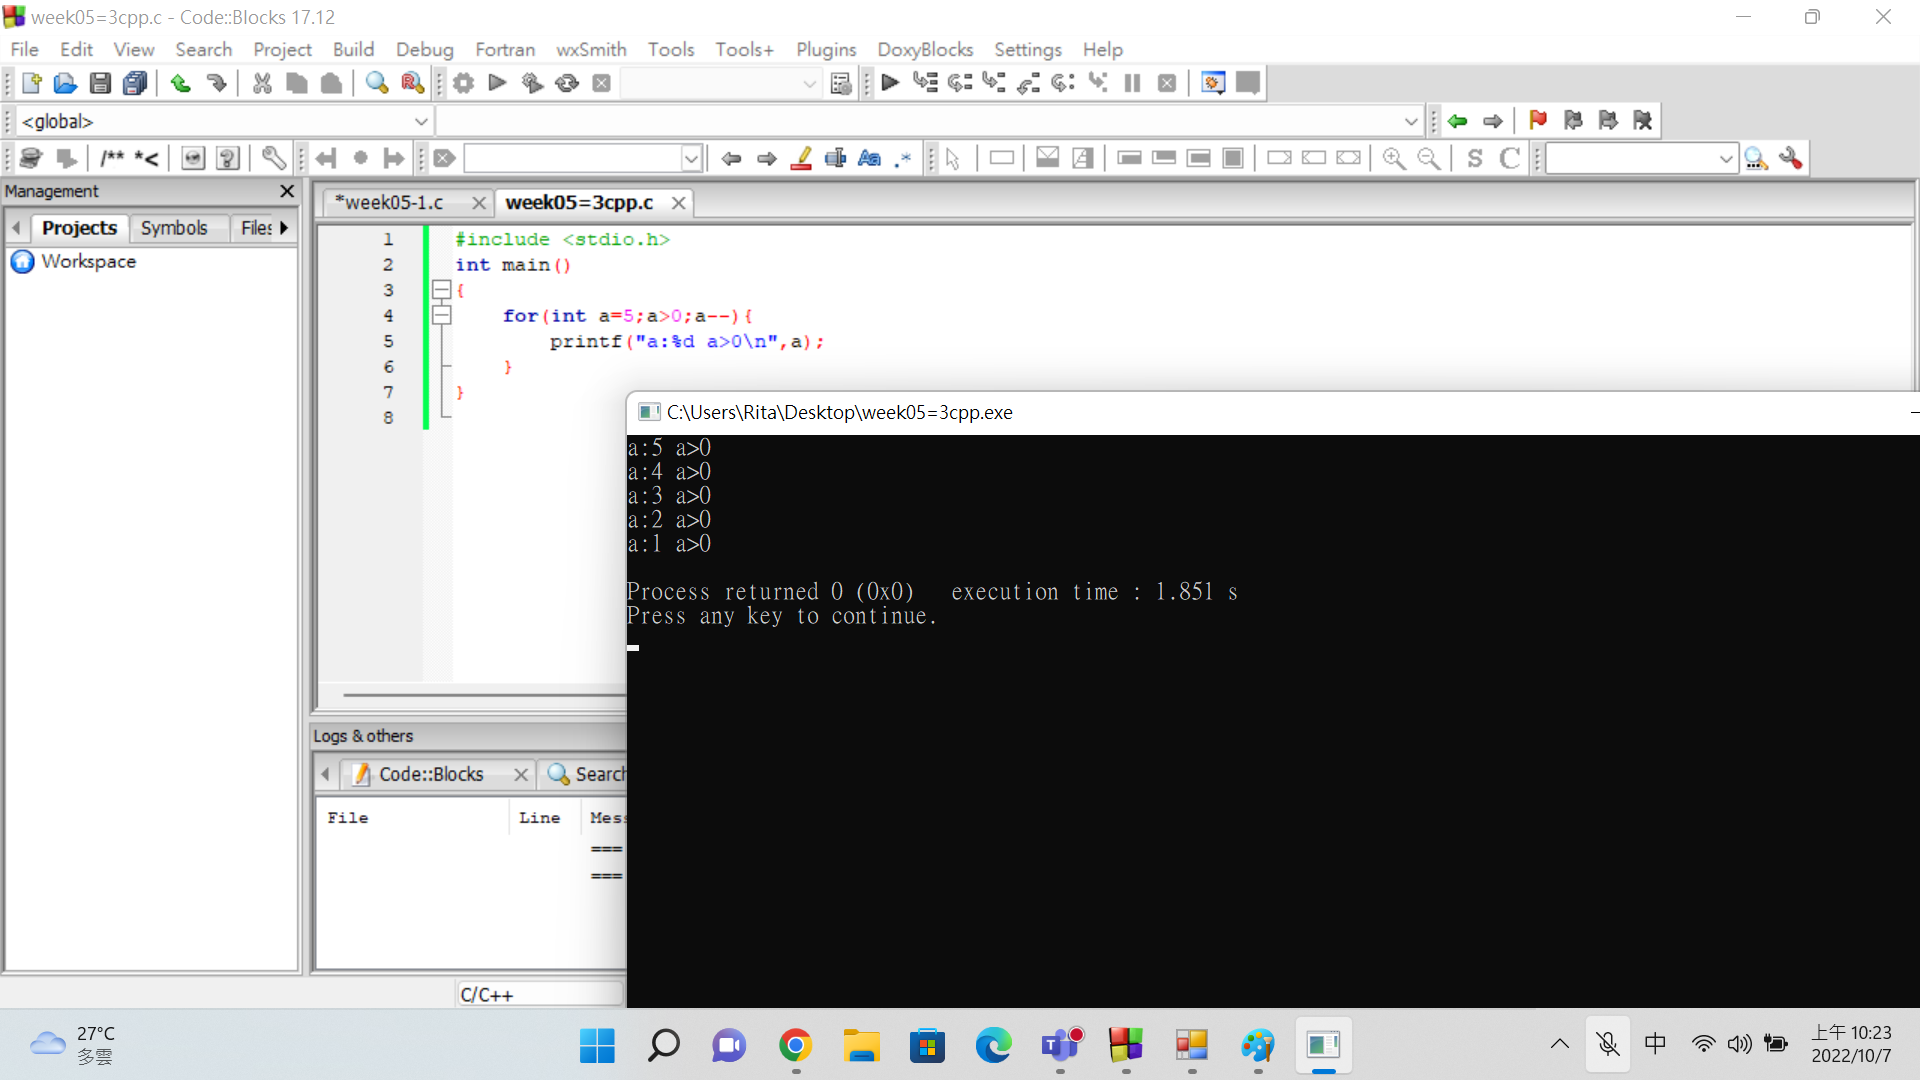 week05=3cpp.c - Code::Blocks 17.12
File Edit View Search Project Build Debug Fortran wxSmith Tools Tools+ Plugins DoxyBlocks Settings Help
<global>
/** *<
S C
Management
*week05-1.c week05=3cpp.c
Projects Symbols Files
Workspace
1 #include <stdio.h>
2 int main()
3 {
4 for(int a=5;a>0;a--){
5 printf("a:%d a>0\n",a);
6 }
7 }
8
C:\Users\Rita\Desktop\week05=3cpp.exe
a:5 a>0
a:4 a>0
a:3 a>0
a:2 a>0
a:1 a>0
Process returned 0 (0x0) execution time : 1.851 s
Press any key to continue.
Logs & others
Code::Blocks Search
File Line Mess
===
===
C/C++
27°C
多雲
中
上午 10:23
2022/10/7